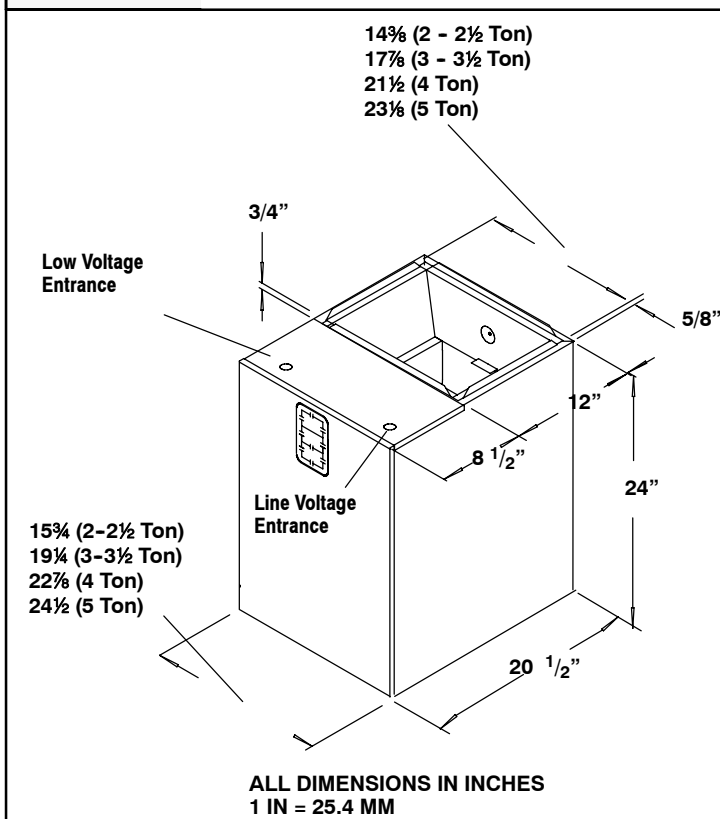 14⅜ (2 - 2½ Ton)
17⅞ (3 - 3½ Ton)
21½ (4 Ton)
23⅛ (5 Ton)
3/4”
Low Voltage
Entrance
5/8”
12”
8 1/2”
24”
Line Voltage
Entrance
15¾ (2-2½ Ton)
19¼ (3-3½ Ton)
22⅞ (4 Ton)
24½ (5 Ton)
20 1/2”
ALL DIMENSIONS IN INCHES
1 IN = 25.4 MM